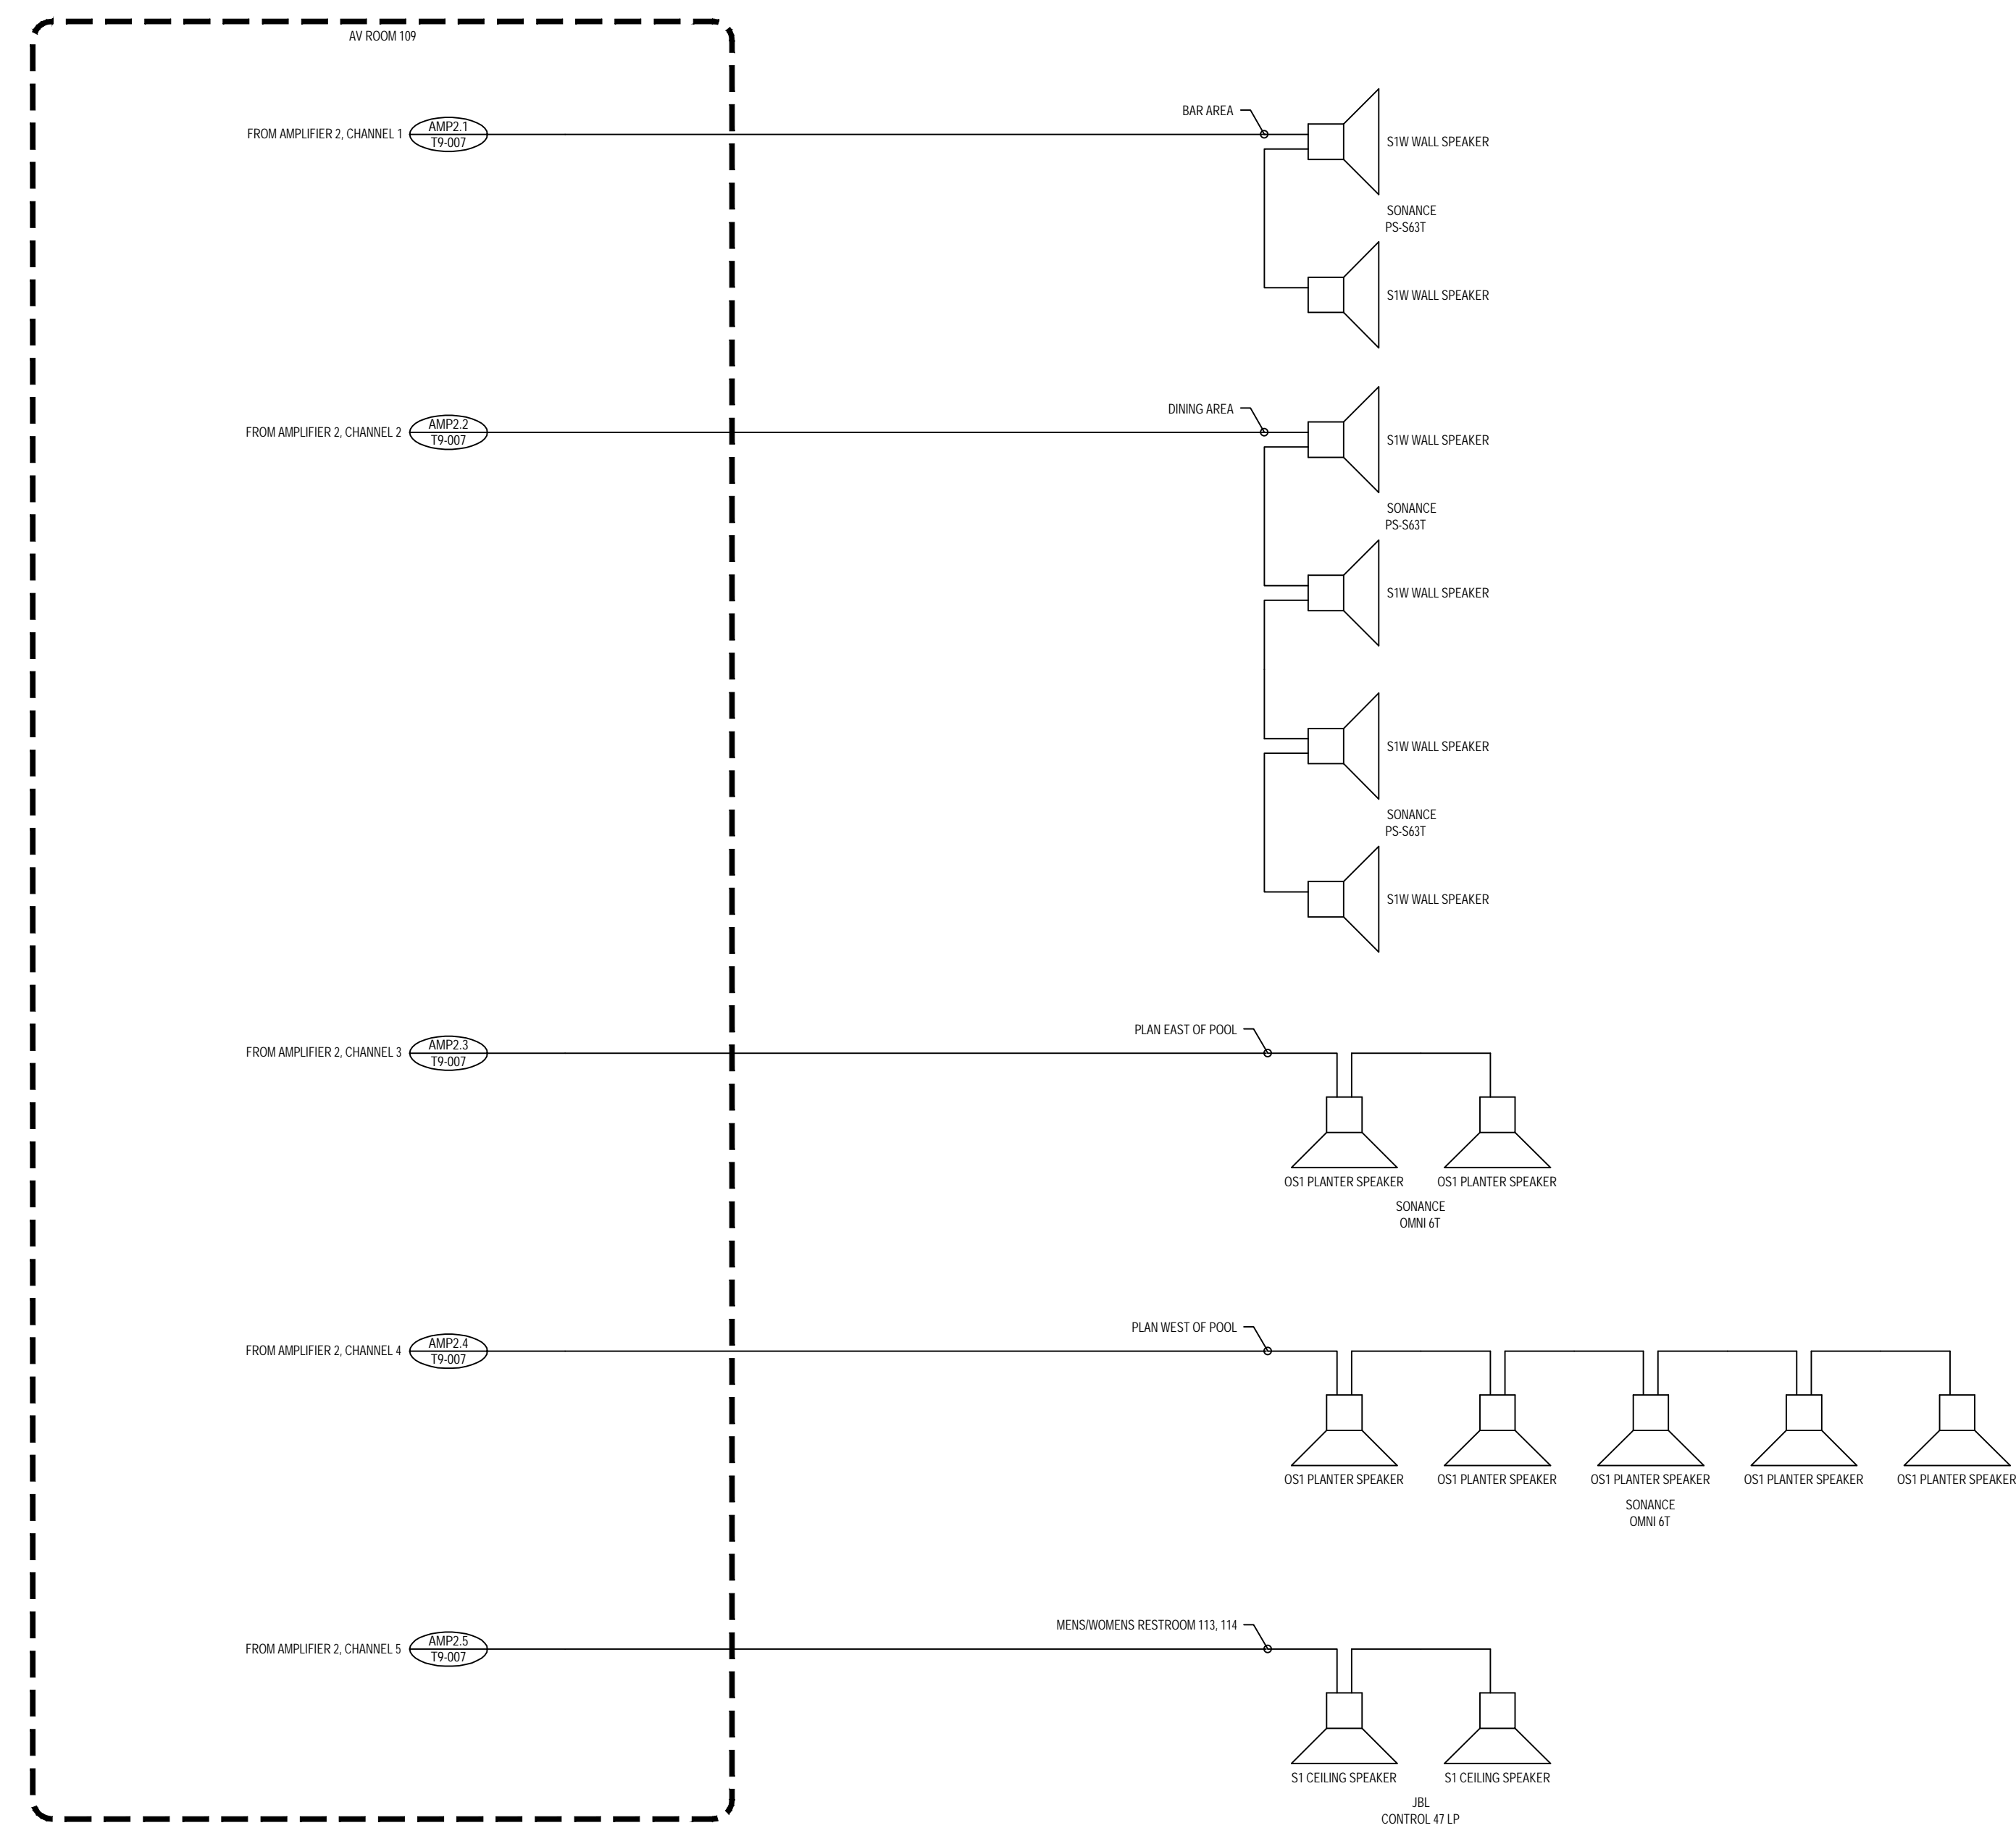 AV ROOM 109
BAR AREA
FROM AMPLIFIER 2, CHANNEL 1
AMP2.1
T9-007
S1W WALL SPEAKER
SONANCE
PS-S63T
S1W WALL SPEAKER
DINING AREA
FROM AMPLIFIER 2, CHANNEL 2
AMP2.2
T9-007
S1W WALL SPEAKER
SONANCE
PS-S63T
S1W WALL SPEAKER
S1W WALL SPEAKER
SONANCE
PS-S63T
S1W WALL SPEAKER
PLAN EAST OF POOL
FROM AMPLIFIER 2, CHANNEL 3
AMP2.3
T9-007
OS1 PLANTER SPEAKER
OS1 PLANTER SPEAKER
SONANCE
OMNI 6T
PLAN WEST OF POOL
FROM AMPLIFIER 2, CHANNEL 4
AMP2.4
T9-007
OS1 PLANTER SPEAKER
OS1 PLANTER SPEAKER
OS1 PLANTER SPEAKER
OS1 PLANTER SPEAKER
OS1 PLANTER SPEAKER
SONANCE
OMNI 6T
MENS/WOMENS RESTROOM 113, 114
FROM AMPLIFIER 2, CHANNEL 5
AMP2.5
T9-007
S1 CEILING SPEAKER
S1 CEILING SPEAKER
JBL
CONTROL 47 LP